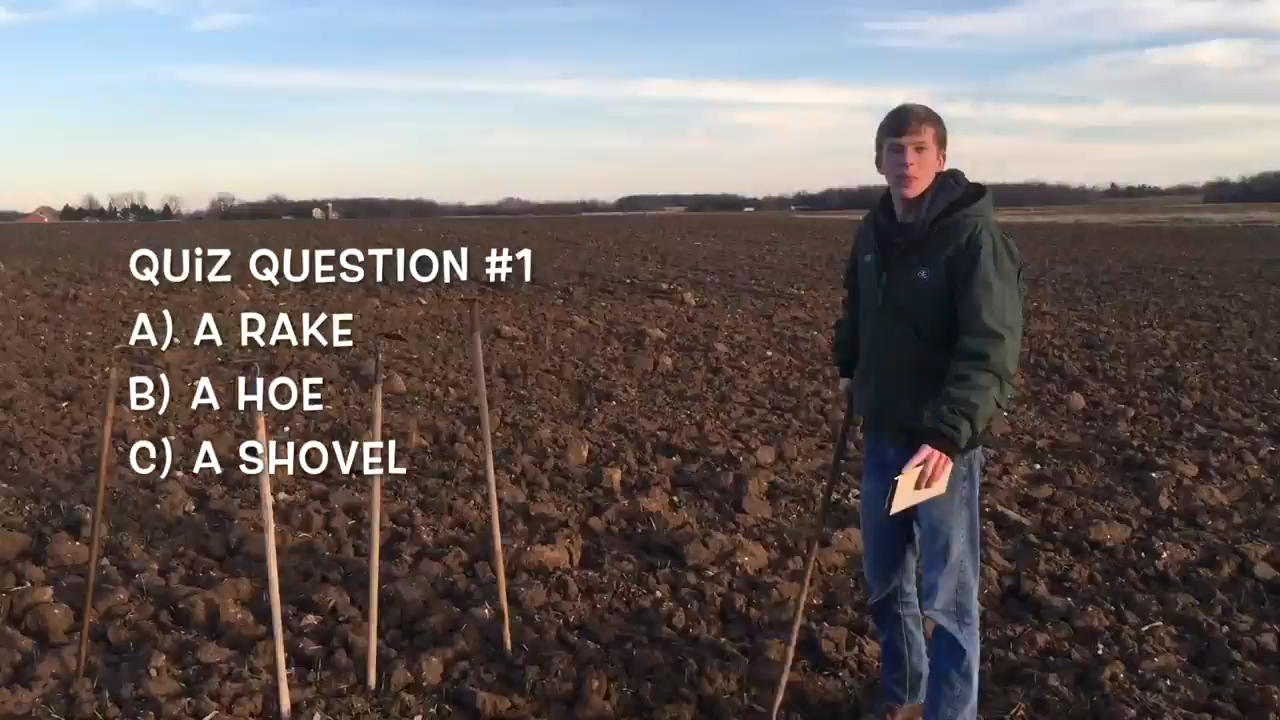 QUiZ QUESTION #1
A) A RAKE
B) A HOE
C) A SHOVEL